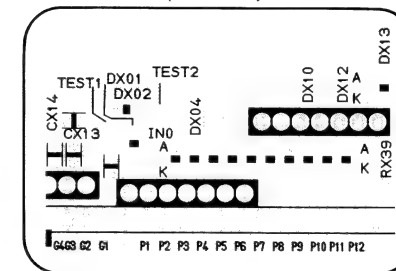 DX13
TEST1
DX01
DX02
TEST2
CX14
CX13
DX04
DX10
DX12
A
K
IN0
A
K
A
K
RX39
G4 G3 G2 G1 P1 P2 P3 P4 P5 P6 P7 P8 P9 P10 P11 P12